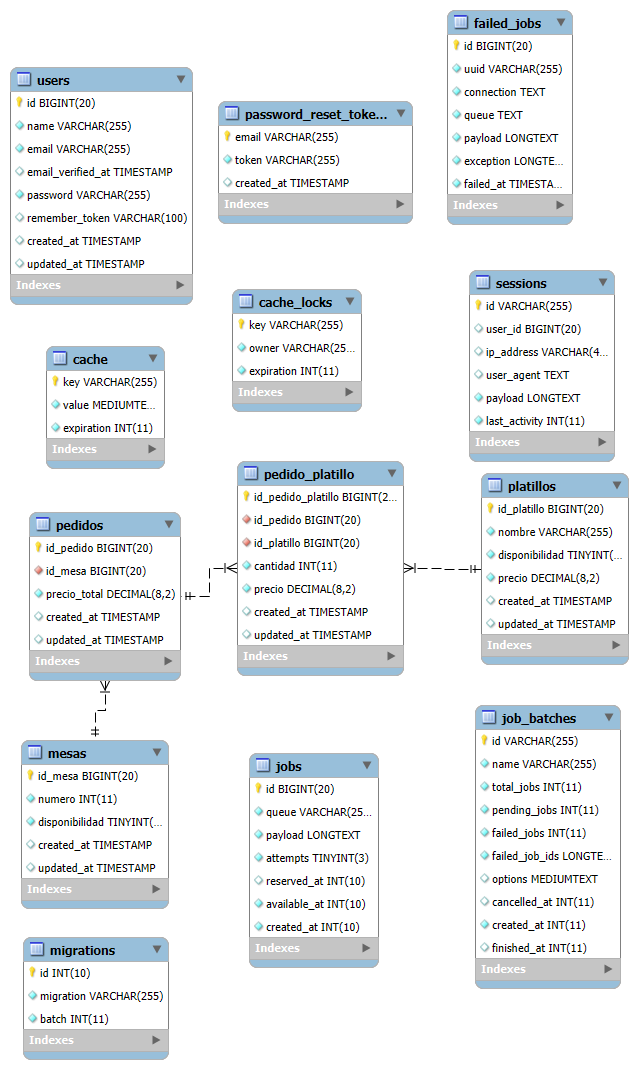 users
id BIGINT(20)
name VARCHAR(255)
email VARCHAR(255)
email_verified_at TIMESTAMP
password VARCHAR(255)
remember_token VARCHAR(100)
created_at TIMESTAMP
updated_at TIMESTAMP
Indexes
password_reset_toke...
email VARCHAR(255)
token VARCHAR(255)
created_at TIMESTAMP
Indexes
failed_jobs
id BIGINT(20)
uuid VARCHAR(255)
connection TEXT
queue TEXT
payload LONGTEXT
exception LONGTE...
failed_at TIMESTA...
Indexes
cache
key VARCHAR(255)
value MEDIUMTE...
expiration INT(11)
Indexes
cache_locks
key VARCHAR(255)
owner VARCHAR(25...
expiration INT(11)
Indexes
sessions
id VARCHAR(255)
user_id BIGINT(20)
ip_address VARCHAR(4...
user_agent TEXT
payload LONGTEXT
last_activity INT(11)
Indexes
pedidos
id_pedido BIGINT(20)
id_mesa BIGINT(20)
precio_total DECIMAL(8,2)
created_at TIMESTAMP
updated_at TIMESTAMP
Indexes
pedido_platillo
id_pedido_platillo BIGINT(2...
id_pedido BIGINT(20)
id_platillo BIGINT(20)
cantidad INT(11)
precio DECIMAL(8,2)
created_at TIMESTAMP
updated_at TIMESTAMP
Indexes
platillos
id_platillo BIGINT(20)
nombre VARCHAR(255)
disponibilidad TINYINT(...
precio DECIMAL(8,2)
created_at TIMESTAMP
updated_at TIMESTAMP
Indexes
mesas
id_mesa BIGINT(20)
numero INT(11)
disponibilidad TINYINT(...
created_at TIMESTAMP
updated_at TIMESTAMP
Indexes
jobs
id BIGINT(20)
queue VARCHAR(25...
payload LONGTEXT
attempts TINYINT(3)
reserved_at INT(10)
available_at INT(10)
created_at INT(10)
Indexes
job_batches
id VARCHAR(255)
name VARCHAR(255)
total_jobs INT(11)
pending_jobs INT(11)
failed_jobs INT(11)
failed_job_ids LONGTE...
options MEDIUMTEXT
cancelled_at INT(11)
created_at INT(11)
finished_at INT(11)
Indexes
migrations
id INT(10)
migration VARCHAR(255)
batch INT(11)
Indexes